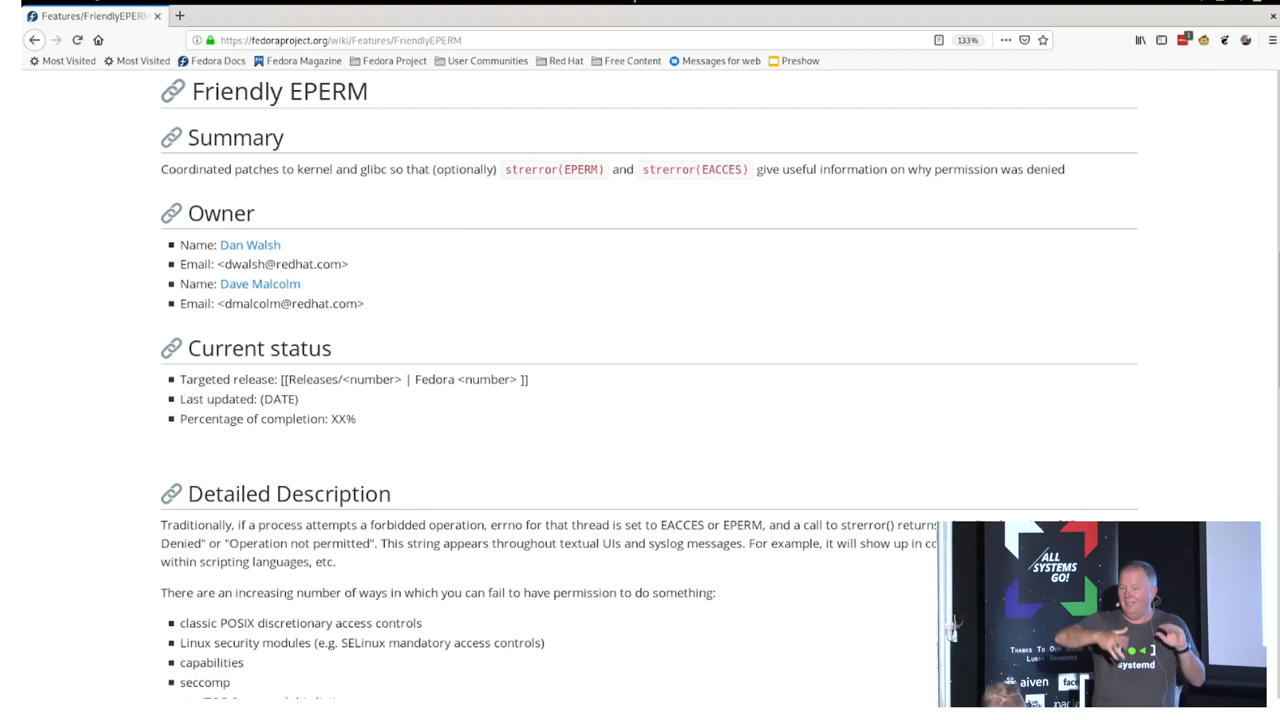 Features/FriendlyEPERM
https://fedoraproject.org/wiki/Features/FriendlyEPERM
133%
Most Visited
Most Visited
Fedora Docs
Fedora Magazine
Fedora Project
User Communities
Red Hat
Free Content
Messages for web
Preshow
Friendly EPERM
Summary
Coordinated patches to kernel and glibc so that (optionally) strerror(EPERM) and strerror(EACCES) give useful information on why permission was denied
Owner
Name: Dan Walsh
Email: <dwalsh@redhat.com>
Name: Dave Malcolm
Email: <dmalcolm@redhat.com>
Current status
Targeted release: [[Releases/<number> | Fedora <number> ]]
Last updated: (DATE)
Percentage of completion: XX%
Detailed Description
Traditionally, if a process attempts a forbidden operation, errno for that thread is set to EACCES or EPERM, and a call to strerror() returns
Denied" or "Operation not permitted". This string appears throughout textual UIs and syslog messages. For example, it will show up in
within scripting languages, etc.
There are an increasing number of ways in which you can fail to have permission to do something:
classic POSIX discretionary access controls
Linux security modules (e.g. SELinux mandatory access controls)
capabilities
seccomp
ALL
SYSTEMS
GO!
THANKS TO
aiven
face
systemd